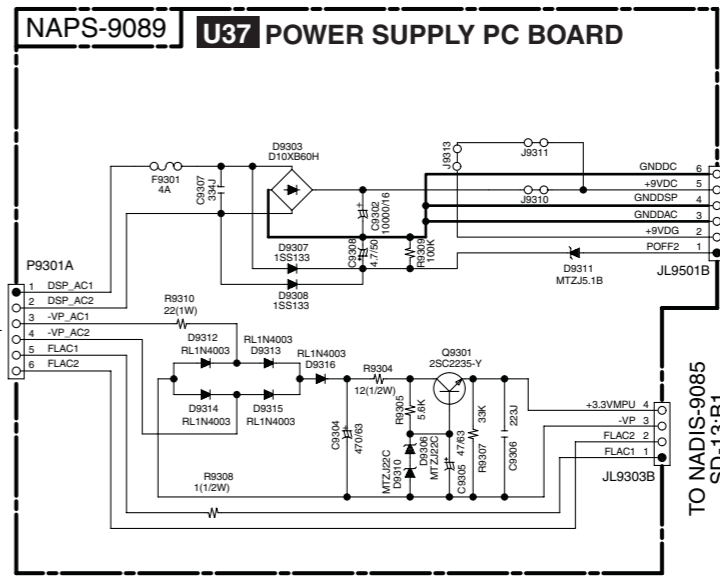 NAPS-9089
U37 POWER SUPPLY PC BOARD
D9303
D10XB60H
F9301
4A
C9307
334J
C9302
10000/16
J9313
J9311
J9310
GNDDC 6
+9VDC 5
GNDDSP 4
GNDDAC 3
+9VDG 2
POFF2 1
JL9501B
D9307
1SS133
D9308
1SS133
C9308
4.7/50
R9309
100K
D9311
MTZJ5.1B
P9301A
1 DSP_AC1
2 DSP_AC2
3 -VP_AC1
4 -VP_AC2
5 FLAC1
6 FLAC2
R9310
22(1W)
D9312
RL1N4003
RL1N4003
D9313
RL1N4003
D9316
D9314
RL1N4003
D9315
RL1N4003
R9304
12(1/2W)
Q9301
2SC2235-Y
C9304
470/63
R9305
5.6K
MTZJ22C
D9310
D9306
MTZJ22C
C9305
47/63
R9307
33K
C9306
223J
R9308
1(1/2W)
+3.3VMPU 4
-VP 3
FLAC2 2
FLAC1 1
JL9303B
TO NADIS-9085
SD-13:B1